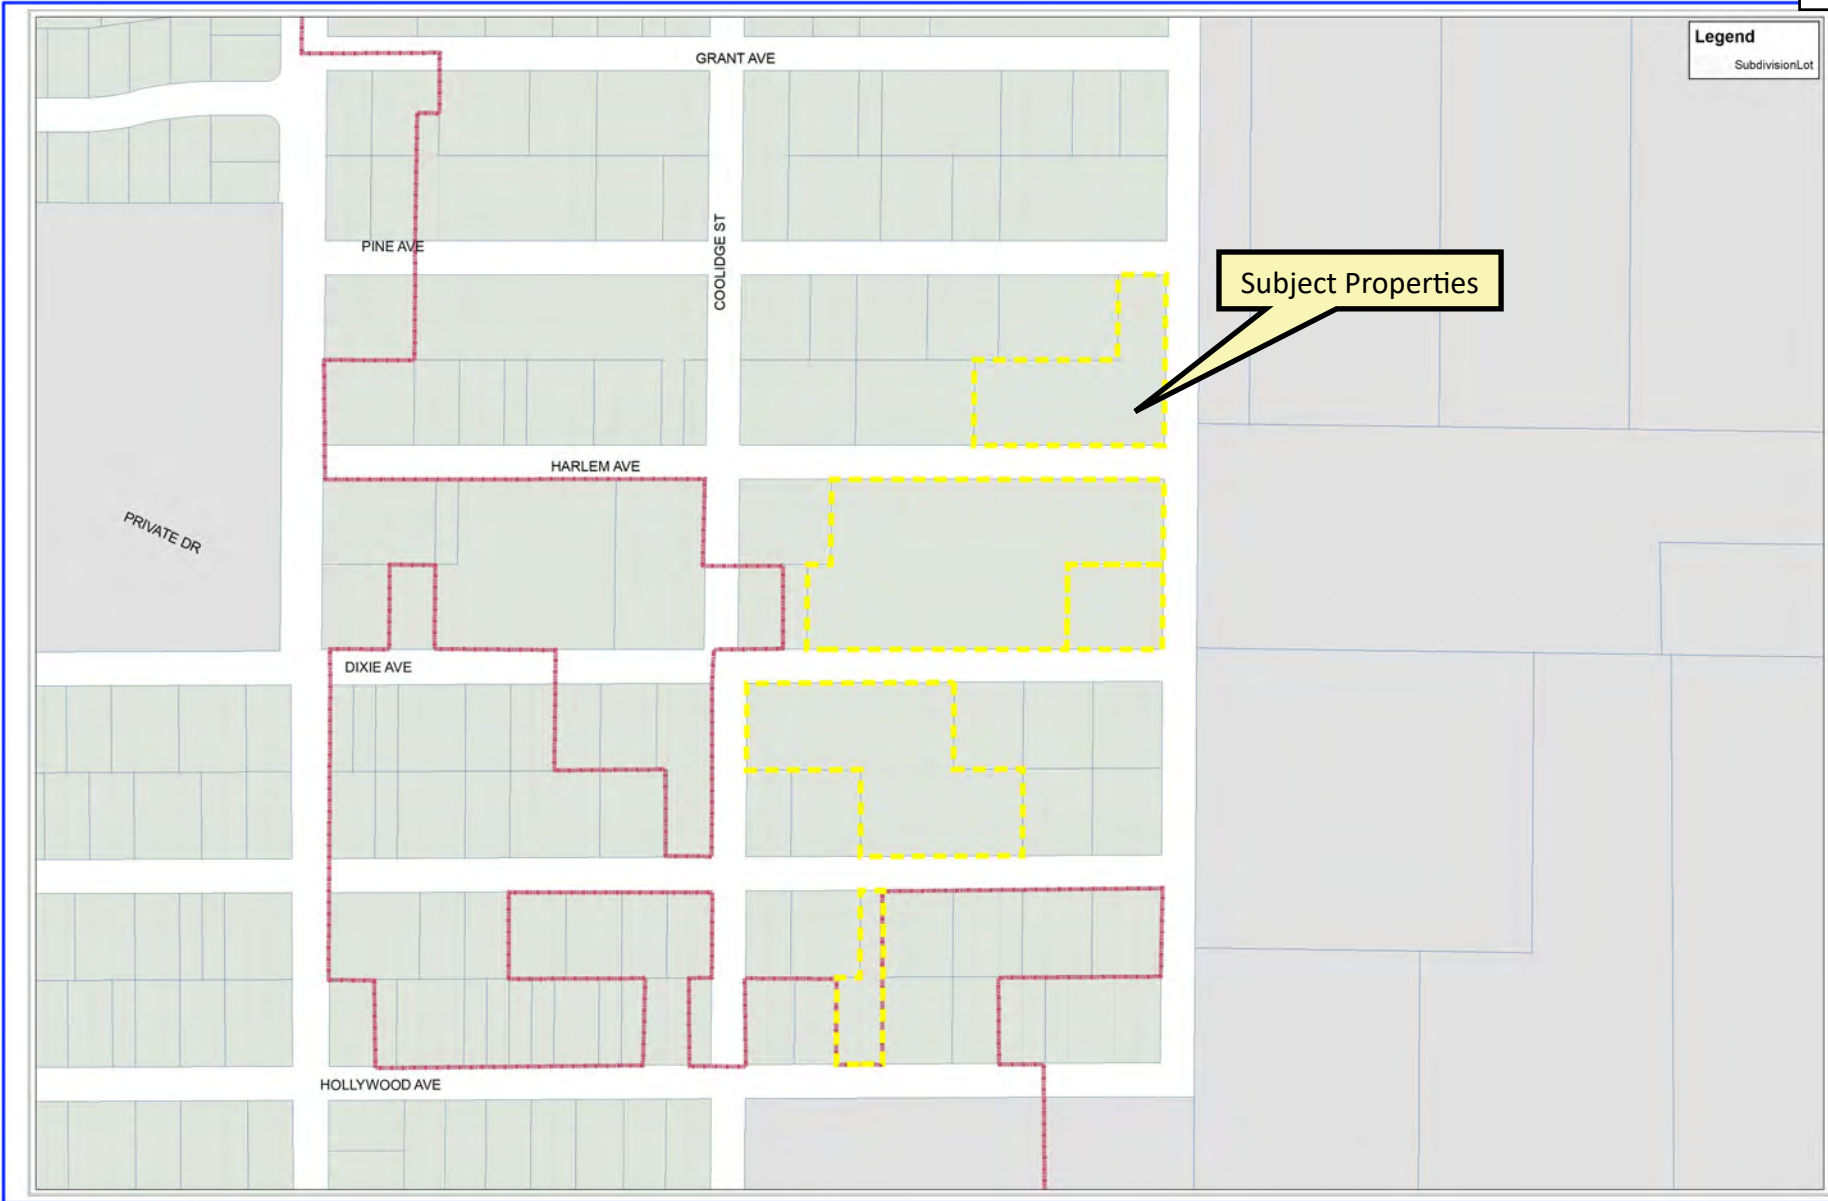 Legend
SubdivisionLot
GRANT AVE
COOLIDGE ST
PINE AVE
Subject Properties
HARLEM AVE
PRIVATE DR
DIXIE AVE
HOLLYWOOD AVE